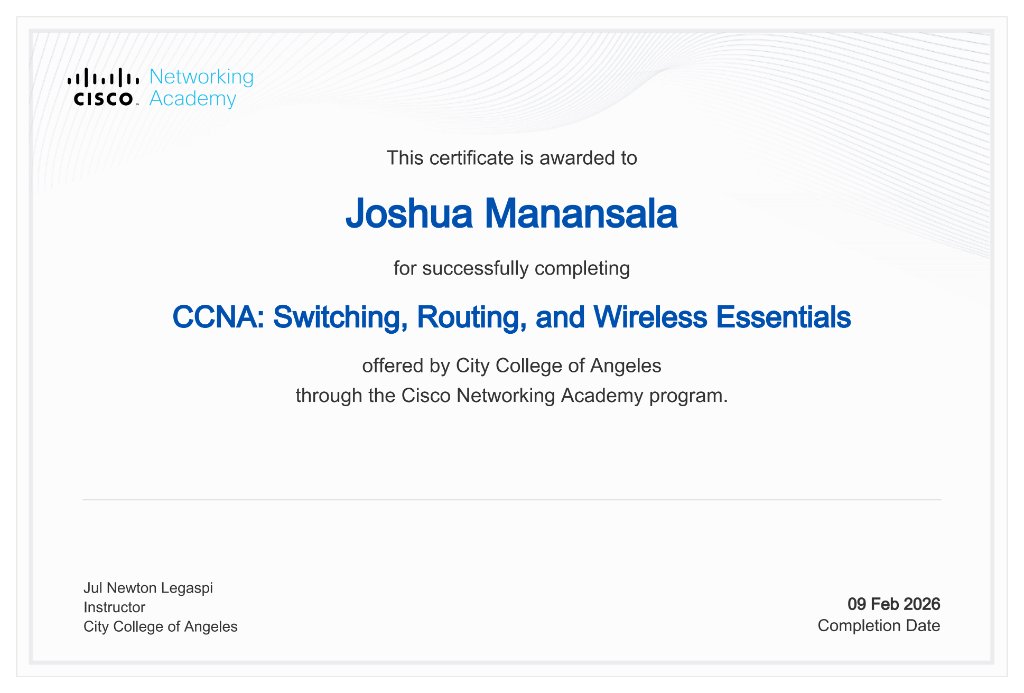 CISCO Networking
Academy
This certificate is awarded to
Joshua Manansala
for successfully completing
CCNA: Switching, Routing, and Wireless Essentials
offered by City College of Angeles
through the Cisco Networking Academy program.
Jul Newton Legaspi
Instructor
City College of Angeles
09 Feb 2026
Completion Date